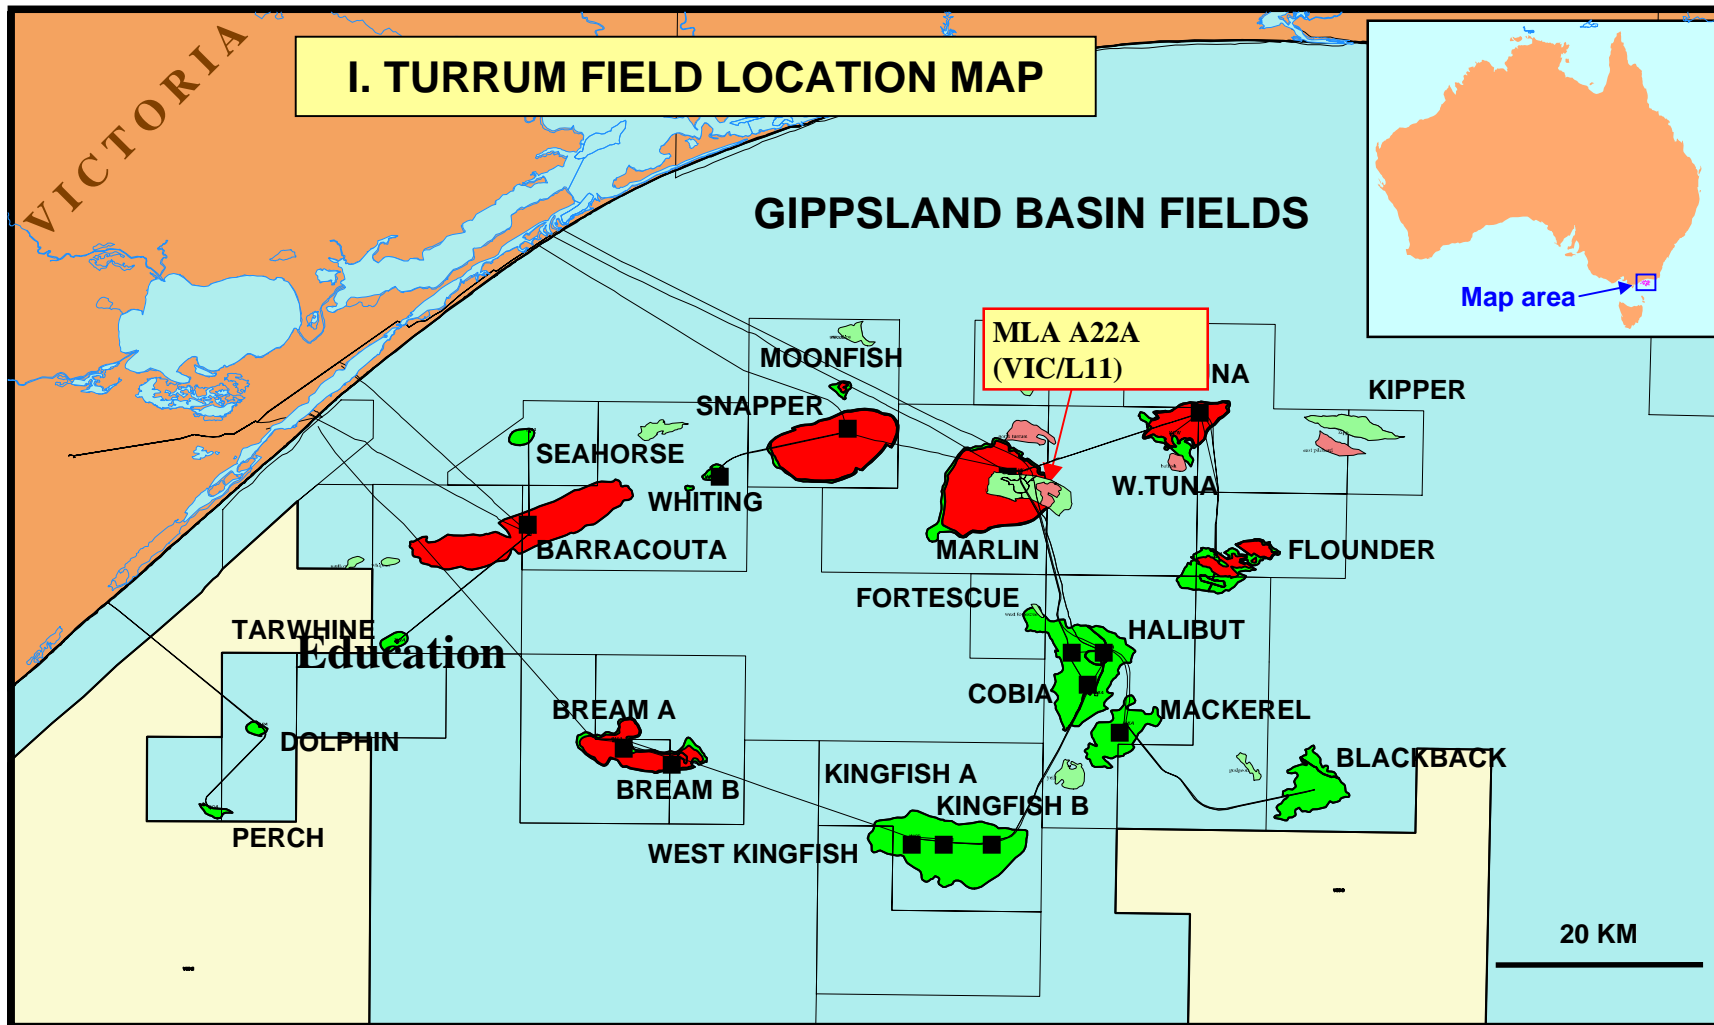 I. TURRUM FIELD LOCATION MAP
VICTORIA
GIPPSLAND BASIN FIELDS
Map area
MLA A22A
(VIC/L11)
MOONFISH
NA
KIPPER
SNAPPER
SEAHORSE
WHITING
W.TUNA
BARRACOUTA
MARLIN
FLOUNDER
FORTESCUE
TARWHINE
HALIBUT
Education
COBIA
BREAM A
MACKEREL
DOLPHIN
BLACKBACK
KINGFISH A
BREAM B
KINGFISH B
PERCH
WEST KINGFISH
20 KM